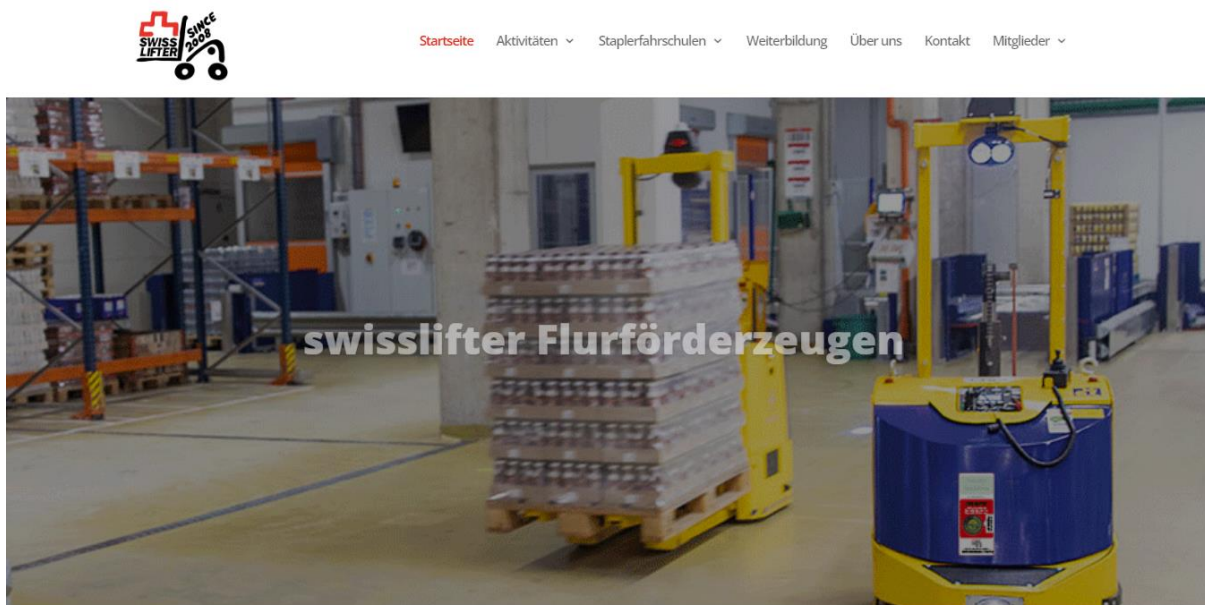 SWISS
LIFTER
SINCE
2008
Startseite Aktivitäten Staplerfahrschulen Weiterbildung Über uns Kontakt Mitglieder
swisslifter Flurförderzeugen